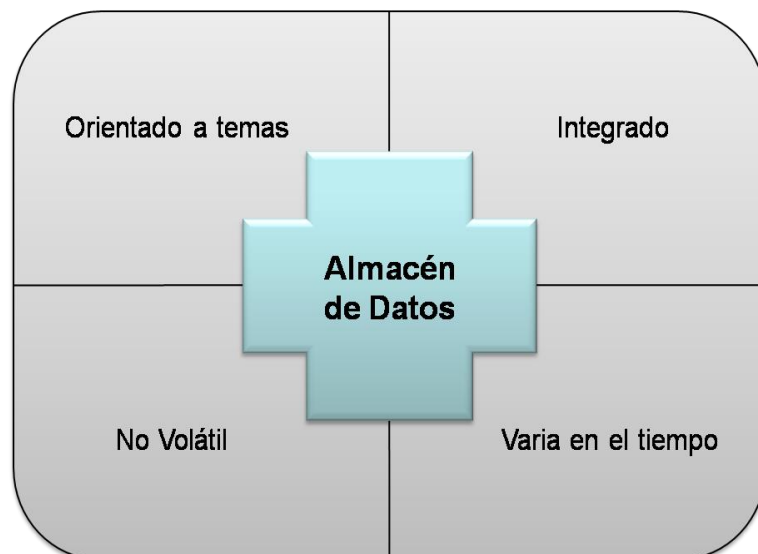 Orientado a temas
Integrado
Almacén
de Datos
No Volátil
Varia en el tiempo